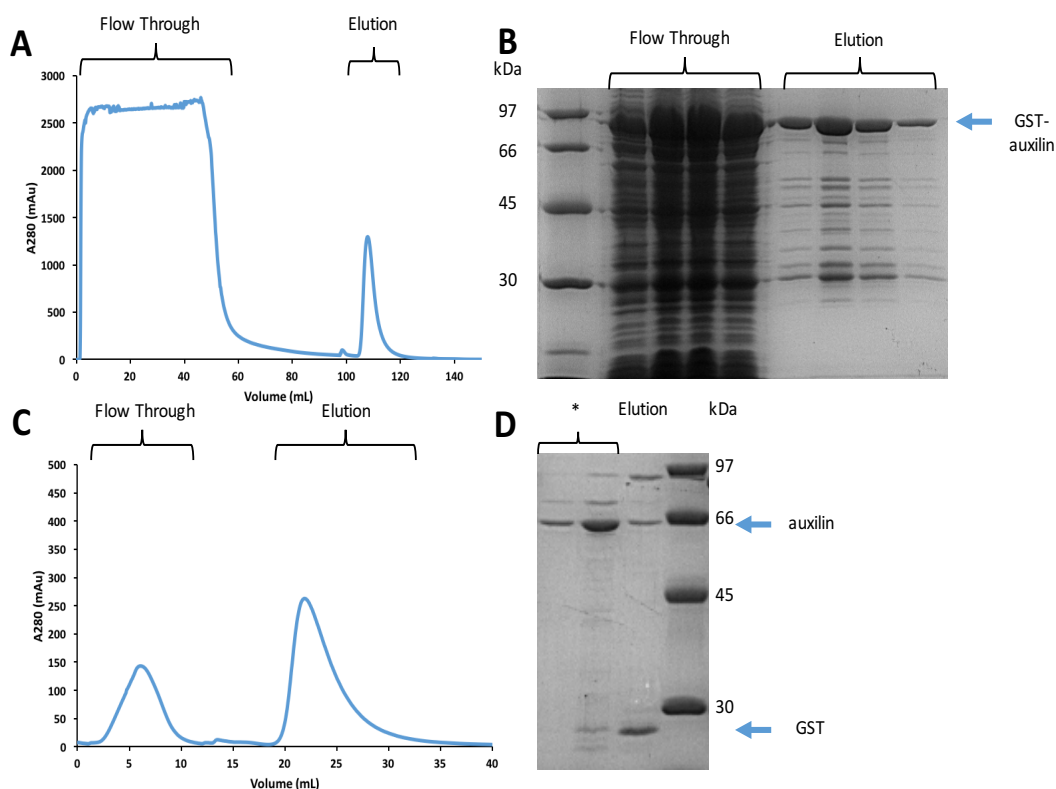 A
Flow Through
Elution
3000
2500
2000
1500
1000
500
0
A280 (mAu)
0 20 40 60 80 100 120 140
Volume (mL)
B
Flow Through
Elution
kDa
97
66
45
30
GST-
auxilin
C
Flow Through
Elution
500
450
400
350
300
250
200
150
100
50
0
A280 (mAu)
0 5 10 15 20 25 30 35 40
Volume (mL)
D
* Elution kDa
97
66
auxilin
45
30
GST